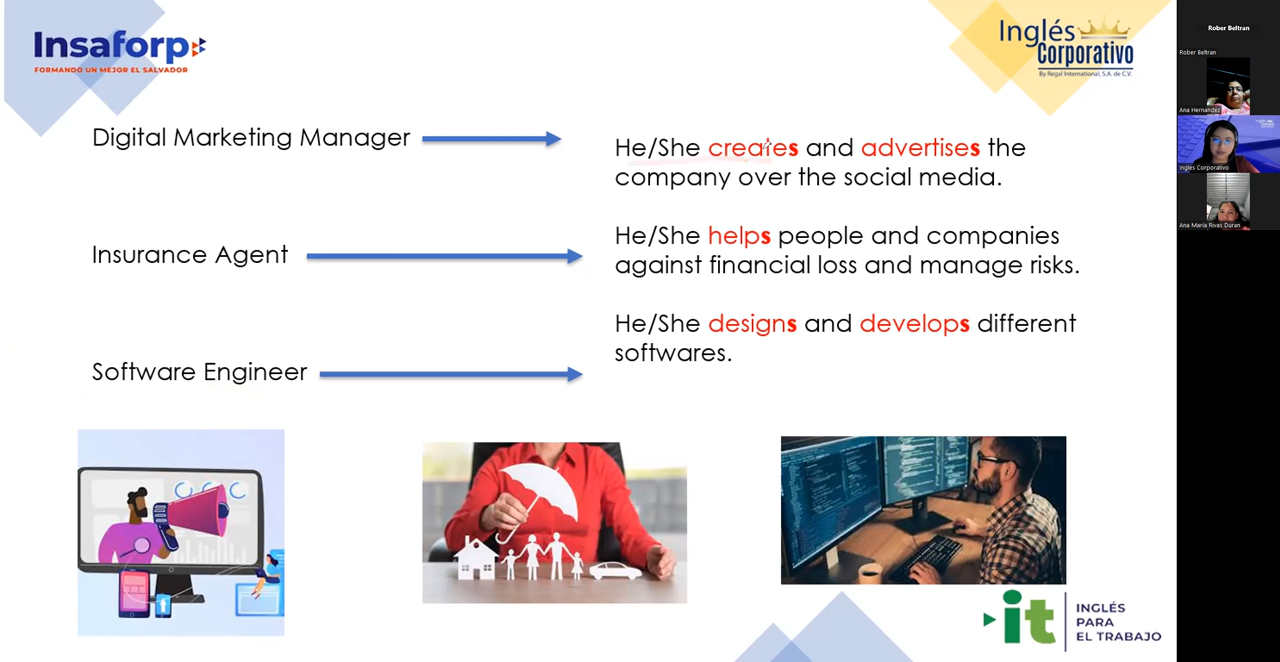 Insaforp
FORMANDO UN MEJOR EL SALVADOR
Inglés
Corporativo
By Regal International, S.A. de C.V.
Digital Marketing Manager
He/She creates and advertises the
company over the social media.
Insurance Agent
He/She helps people and companies
against financial loss and manage risks.
Software Engineer
He/She designs and develops different
softwares.
it
INGLÉS
PARA
EL TRABAJO
Rober Beltran
Rober Beltran
Ana Hernandez
Ingles Corporativo
Ana María Rivas Duran